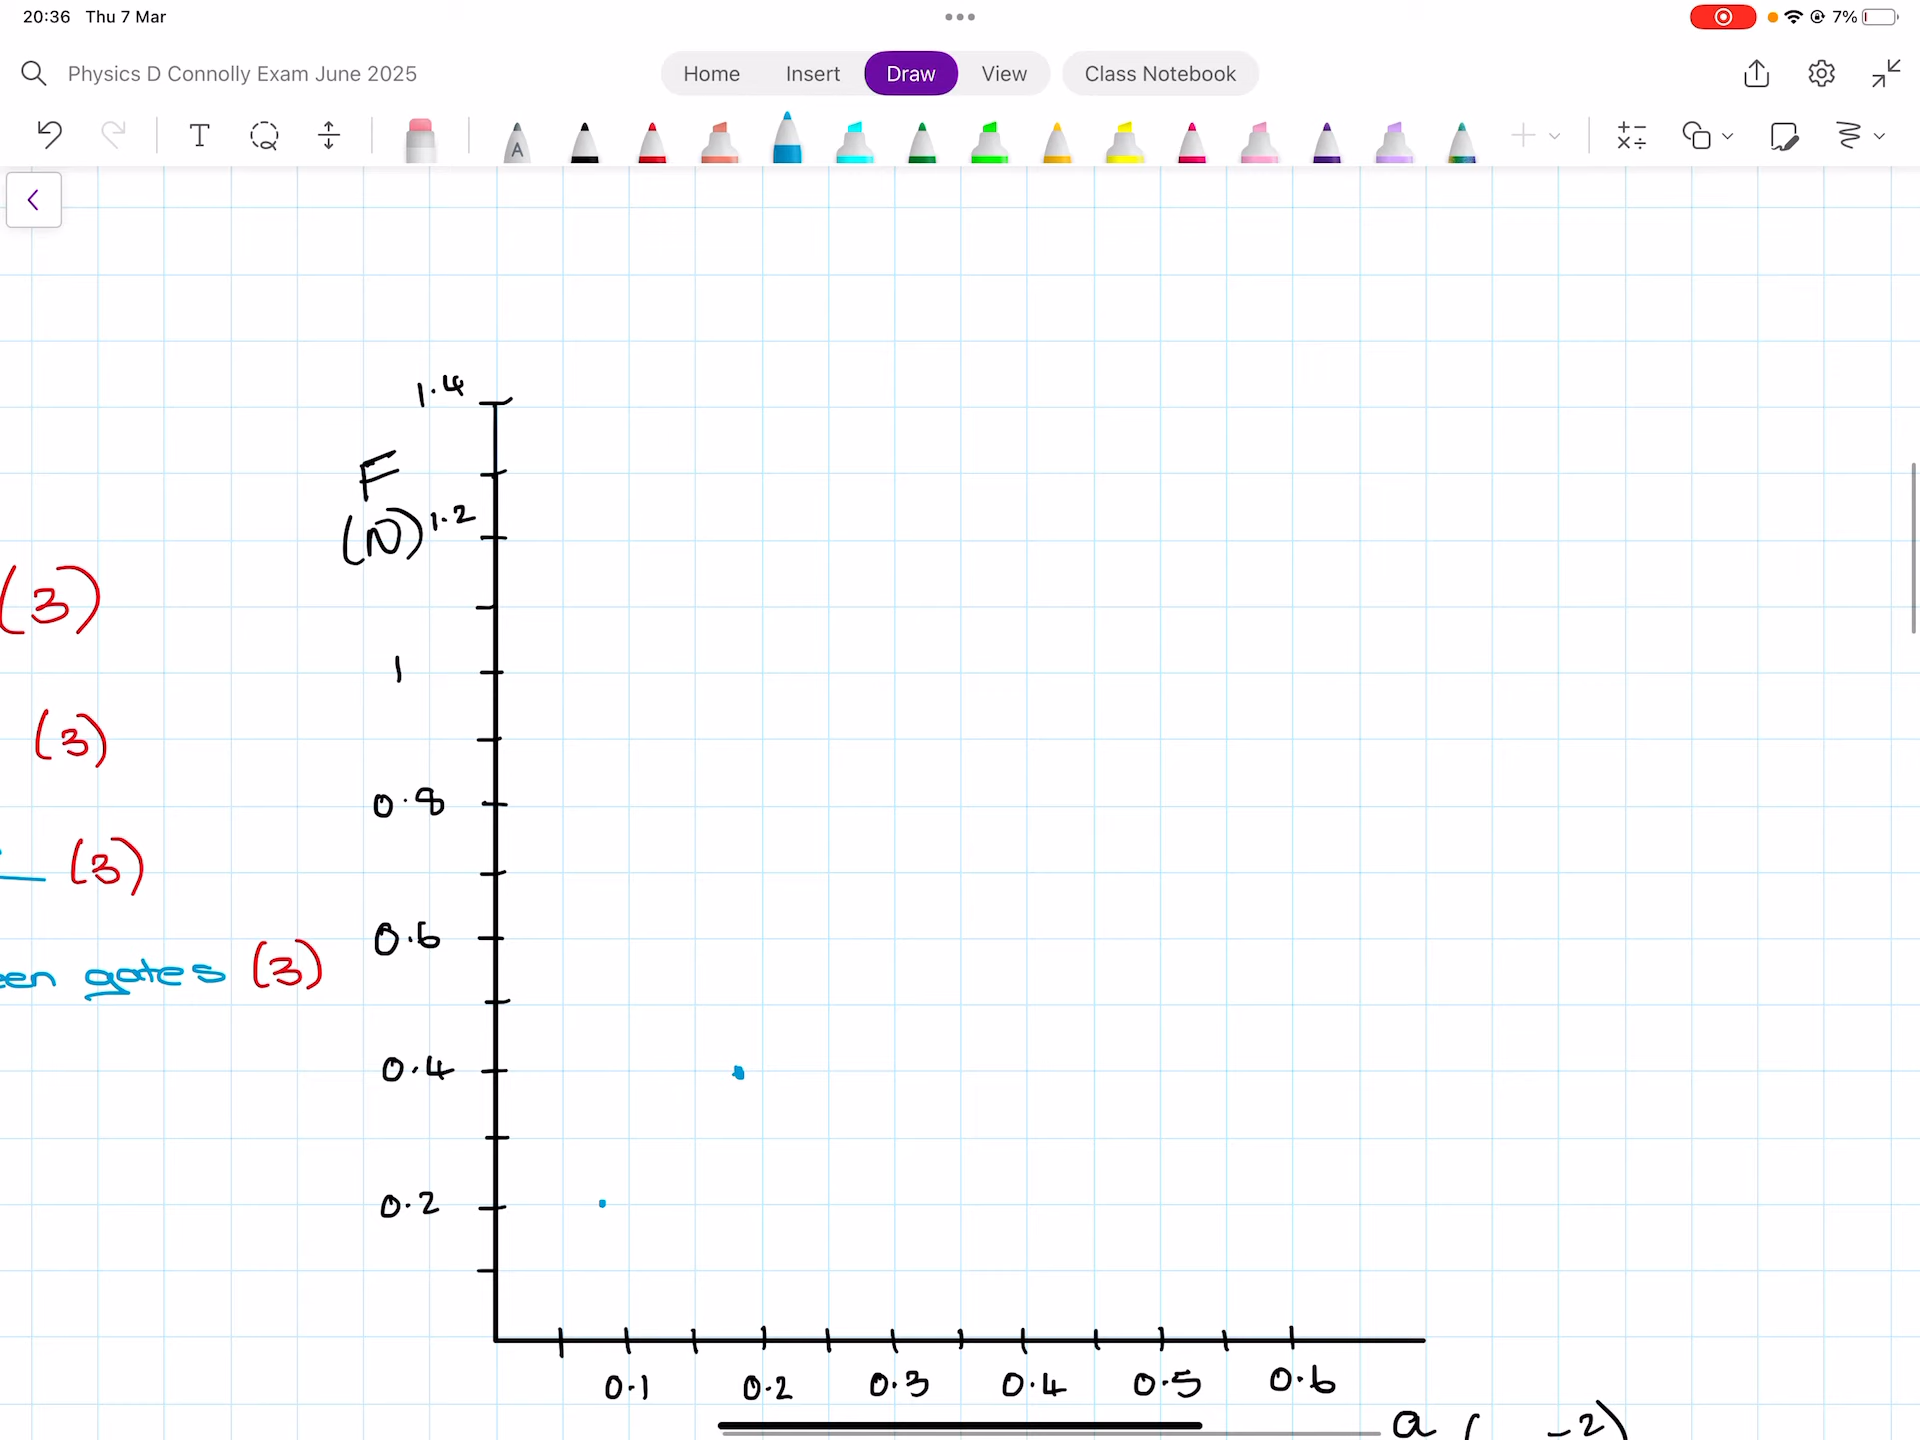 20:36 Thu 7 Mar
7%
Physics D Connolly Exam June 2025
Home Insert Draw View Class Notebook
T
A
1.4
F
(N) 1.2
(3)
1
(3)
0.8
(3)
0.6
gates (3)
0.4
0.2
0.1 0.2 0.3 0.4 0.5 0.6
a ( -2)